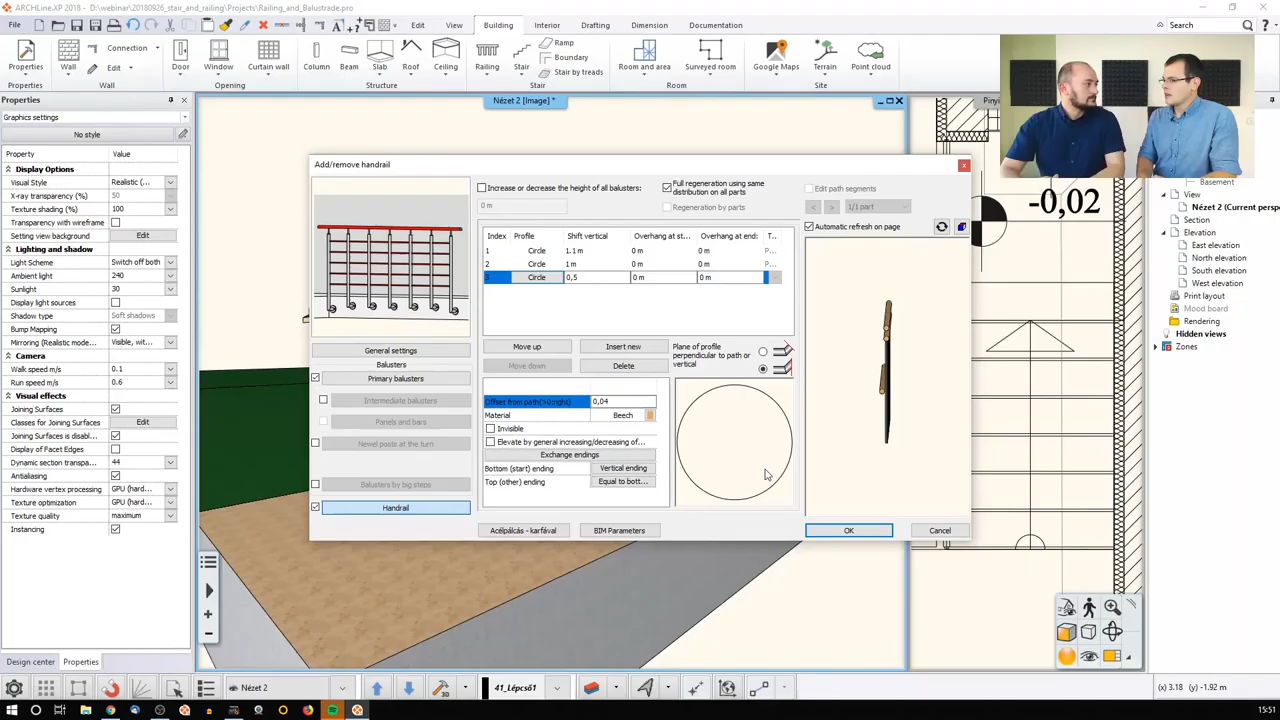 ARCHLine.XP 2018 - D:\webinar\20180926_stair_and_railing\Projects\Railing_and_Balustrade.pro
Edit View Building Interior Drafting Dimension Documentation Search
Connection
Edit
Properties Wall Door Window Curtain wall Column Beam Slab Roof Ceiling Railing Stair
Ramp
Boundary
Stair by treads
Room and area Surveyed room Google Maps Terrain Point cloud
Properties Wall Opening Structure Stair Room Site
Properties
Graphics settings
No style
Property Value
Display Options
Visual Style Realistic (...
X-ray transparency (%) 50
Texture shading (%) 100
Transparency with wireframe
Setting view background Edit
Lighting and shadow
Light Scheme Switch off both
Ambient light 240
Sunlight 30
Display light sources
Shadow type Soft shadows
Bump Mapping
Mirroring (Realistic mode... Visible, wit...
Camera
Walk speed m/s 0.1
Run speed m/s 0.6
Visual effects
Joining Surfaces
Classes for Joining Surfaces Edit
Joining Surfaces is disab...
Display of Facet Edges
Dynamic section transpa... 44
Antialiasing
Hardware vertex processing GPU (hard...
Texture optimization GPU (hard...
Texture quality maximum
Instancing
Design center Properties
Nézet 2 [Image] *
Add/remove handrail
Increase or decrease the height of all balusters:
0 m
Full regeneration using same
distribution on all parts
Regeneration by parts
Edit path segments
< > 1/1 part
Automatic refresh on page
Index Profile Shift vertical Overhang at st... Overhang at end: T...
1 Circle 1.1 m 0 m 0 m P...
2 Circle 1 m 0 m 0 m P...
3 Circle 0,5 0 m 0 m
General settings
Balusters
Primary balusters
Intermediate balusters
Panels and bars
Newel posts at the turn
Balusters by big steps
Handrail
Move up Insert new
Move down Delete
Plane of profile
perpendicular to path or
vertical
Offset from path(>0:right) 0,04
Material Beech
Invisible
Elevate by general increasing/decreasing of...
Exchange endings
Bottom (start) ending Vertical ending
Top (other) ending Equal to bott...
Acélpálcás - karfával BIM Parameters OK Cancel
-0,02
Basement
View
Nézet 2 (Current persp
Section
Elevation
East elevation
North elevation
South elevation
West elevation
Print layout
Mood board
Rendering
Hidden views
Zones
Nézet 2 41_Lépcső1 (x) 3.18 (y) -1.92 m
15:51